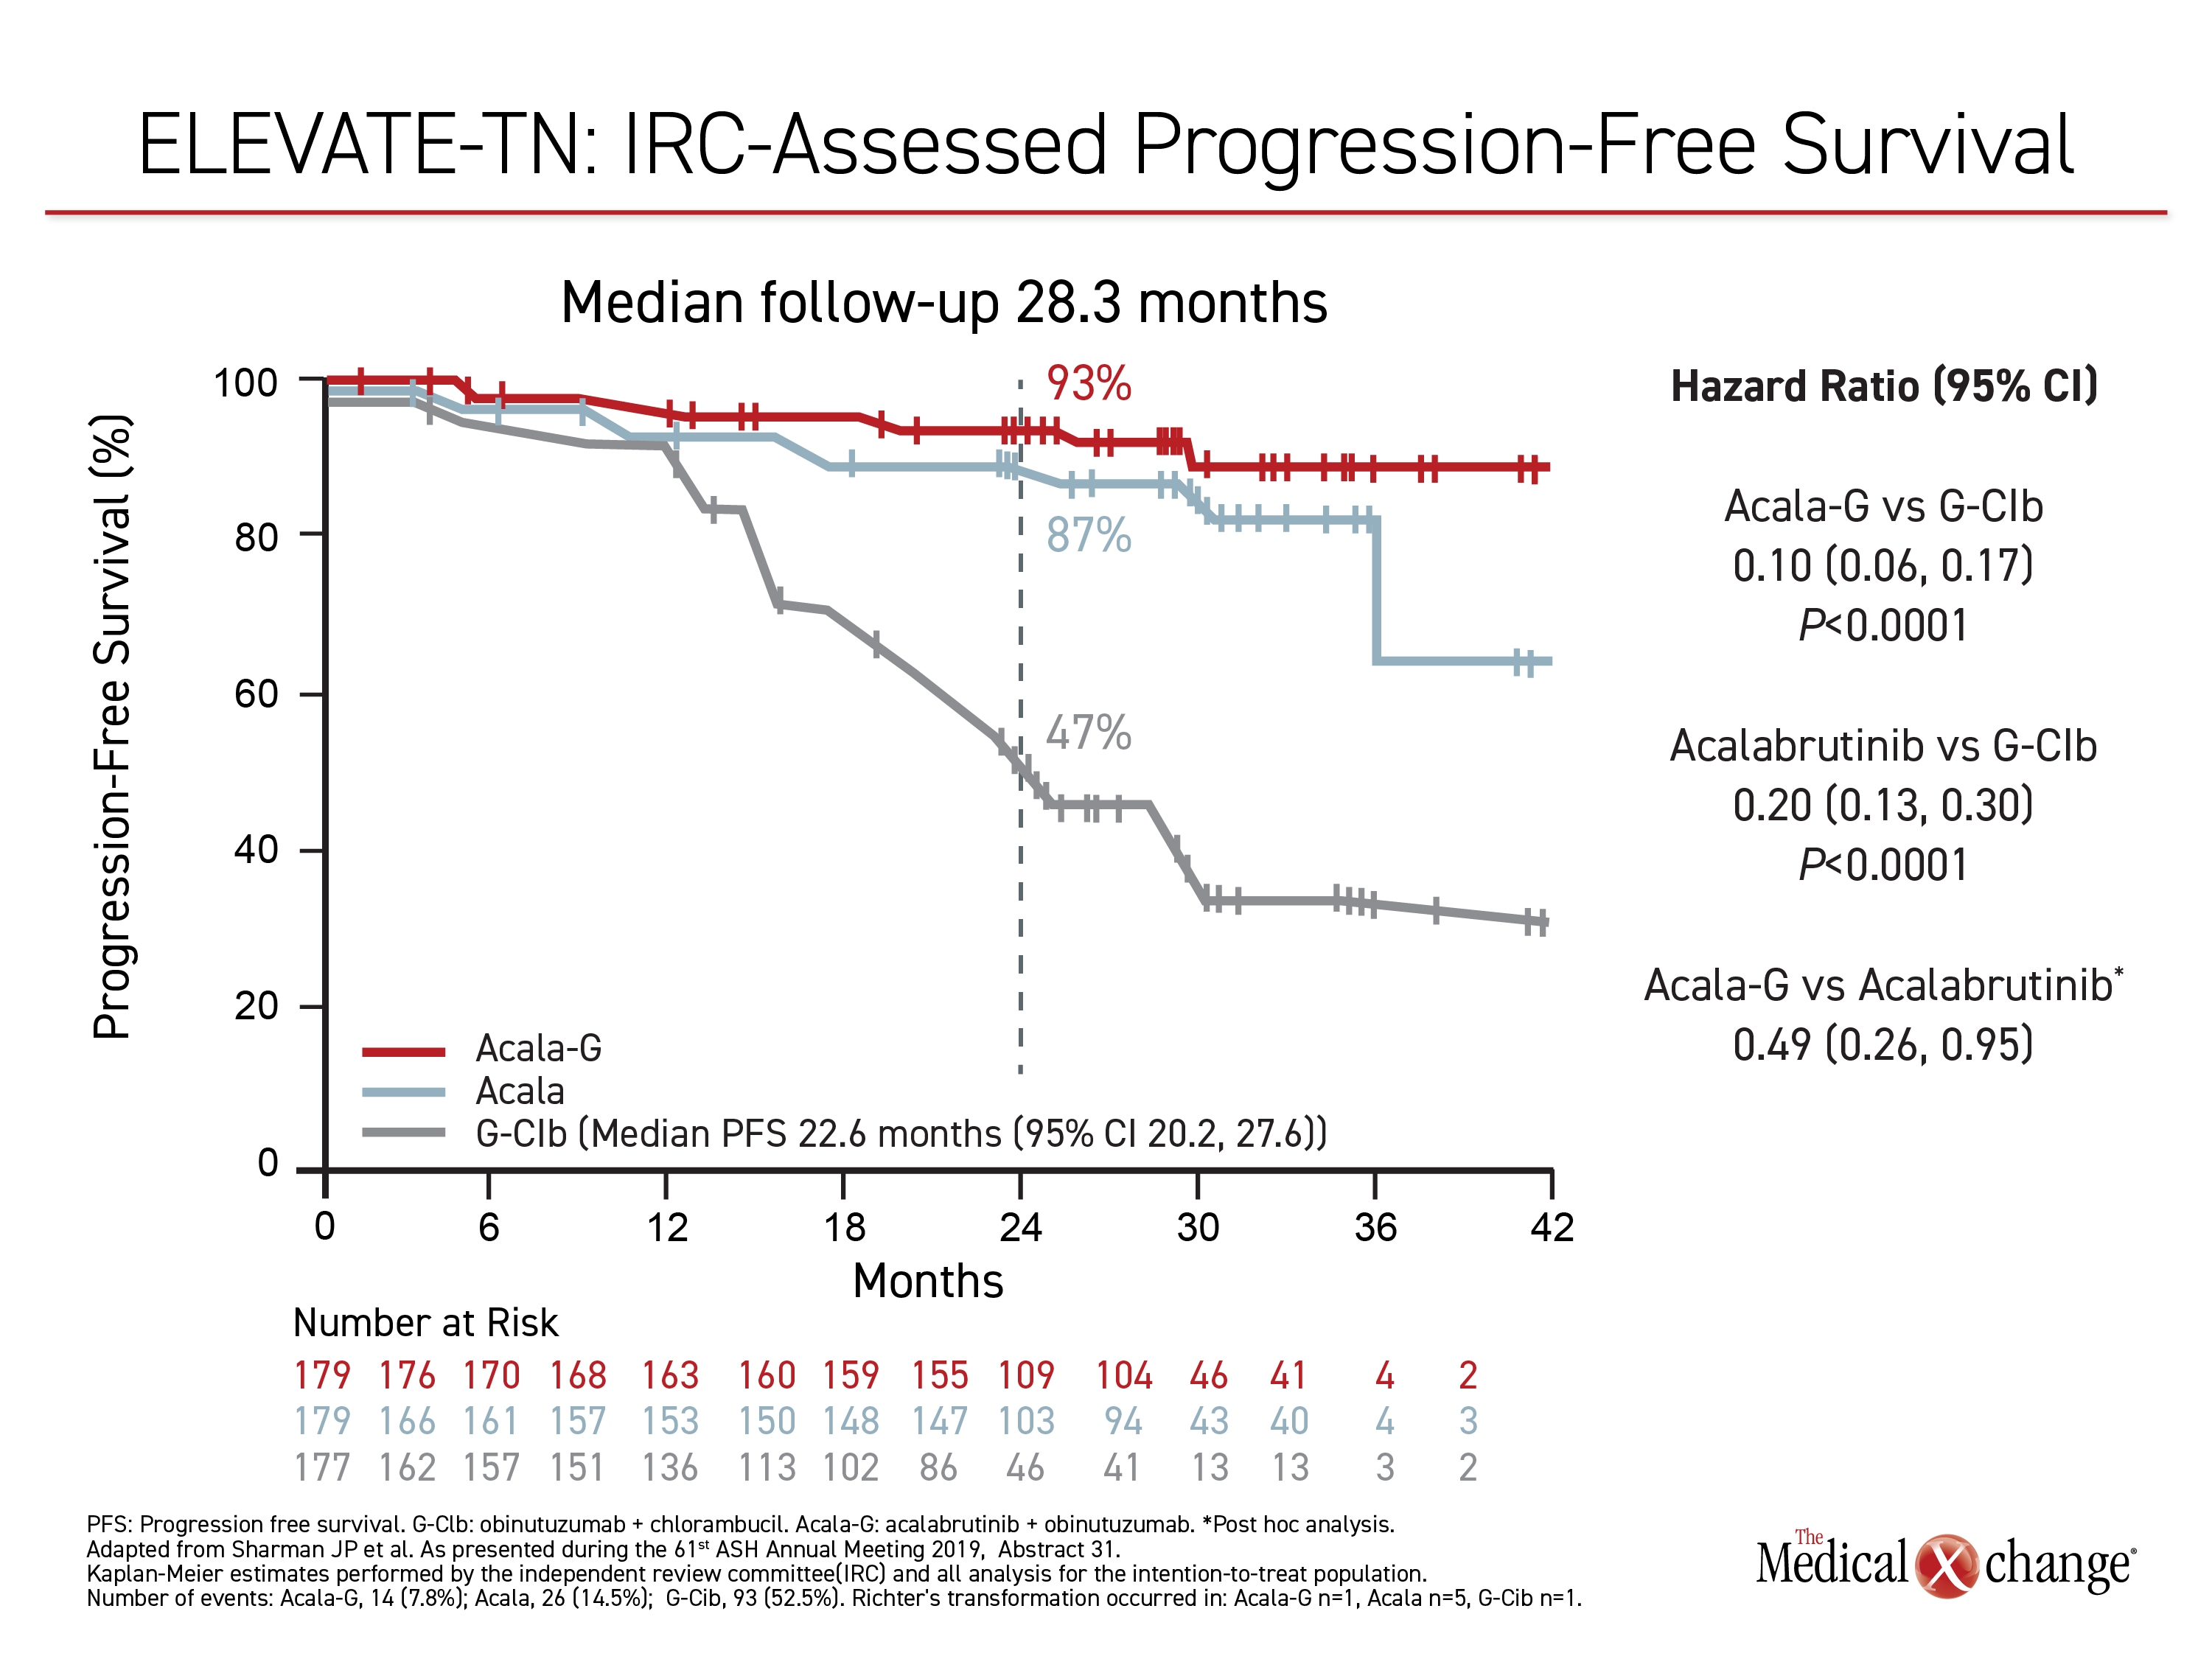 ELEVATE-TN: IRC-Assessed Progression-Free Survival
Median follow-up 28.3 months
Progression-Free Survival (%)
100
80
60
40
20
0
93%
87%
47%
Acala-G
Acala
G-CIb (Median PFS 22.6 months (95% CI 20.2, 27.6))
0 6 12 18 24 30 36 42
Months
Hazard Ratio (95% CI)
Acala-G vs G-CIb
0.10 (0.06, 0.17)
P<0.0001
Acalabrutinib vs G-CIb
0.20 (0.13, 0.30)
P<0.0001
Acala-G vs Acalabrutinib*
0.49 (0.26, 0.95)
Number at Risk
179 176 170 168 163 160 159 155 109 104 46 41 4 2
179 166 161 157 153 150 148 147 103 94 43 40 4 3
177 162 157 151 136 113 102 86 46 41 13 13 3 2
PFS: Progression free survival. G-Clb: obinutuzumab + chlorambucil. Acala-G: acalabrutinib + obinutuzumab. *Post hoc analysis.
Adapted from Sharman JP et al. As presented during the 61st ASH Annual Meeting 2019, Abstract 31.
Kaplan-Meier estimates performed by the independent review committee(IRC) and all analysis for the intention-to-treat population.
Number of events: Acala-G, 14 (7.8%); Acala, 26 (14.5%); G-Cib, 93 (52.5%). Richter's transformation occurred in: Acala-G n=1, Acala n=5, G-Cib n=1.
The
Medical Xchange®